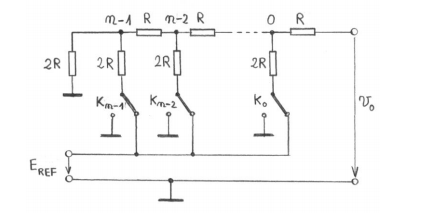 n-1 R n-2 R 0 R
2R 2R 2R 2R
Kn-1 Kn-2 K0
v0
EREF